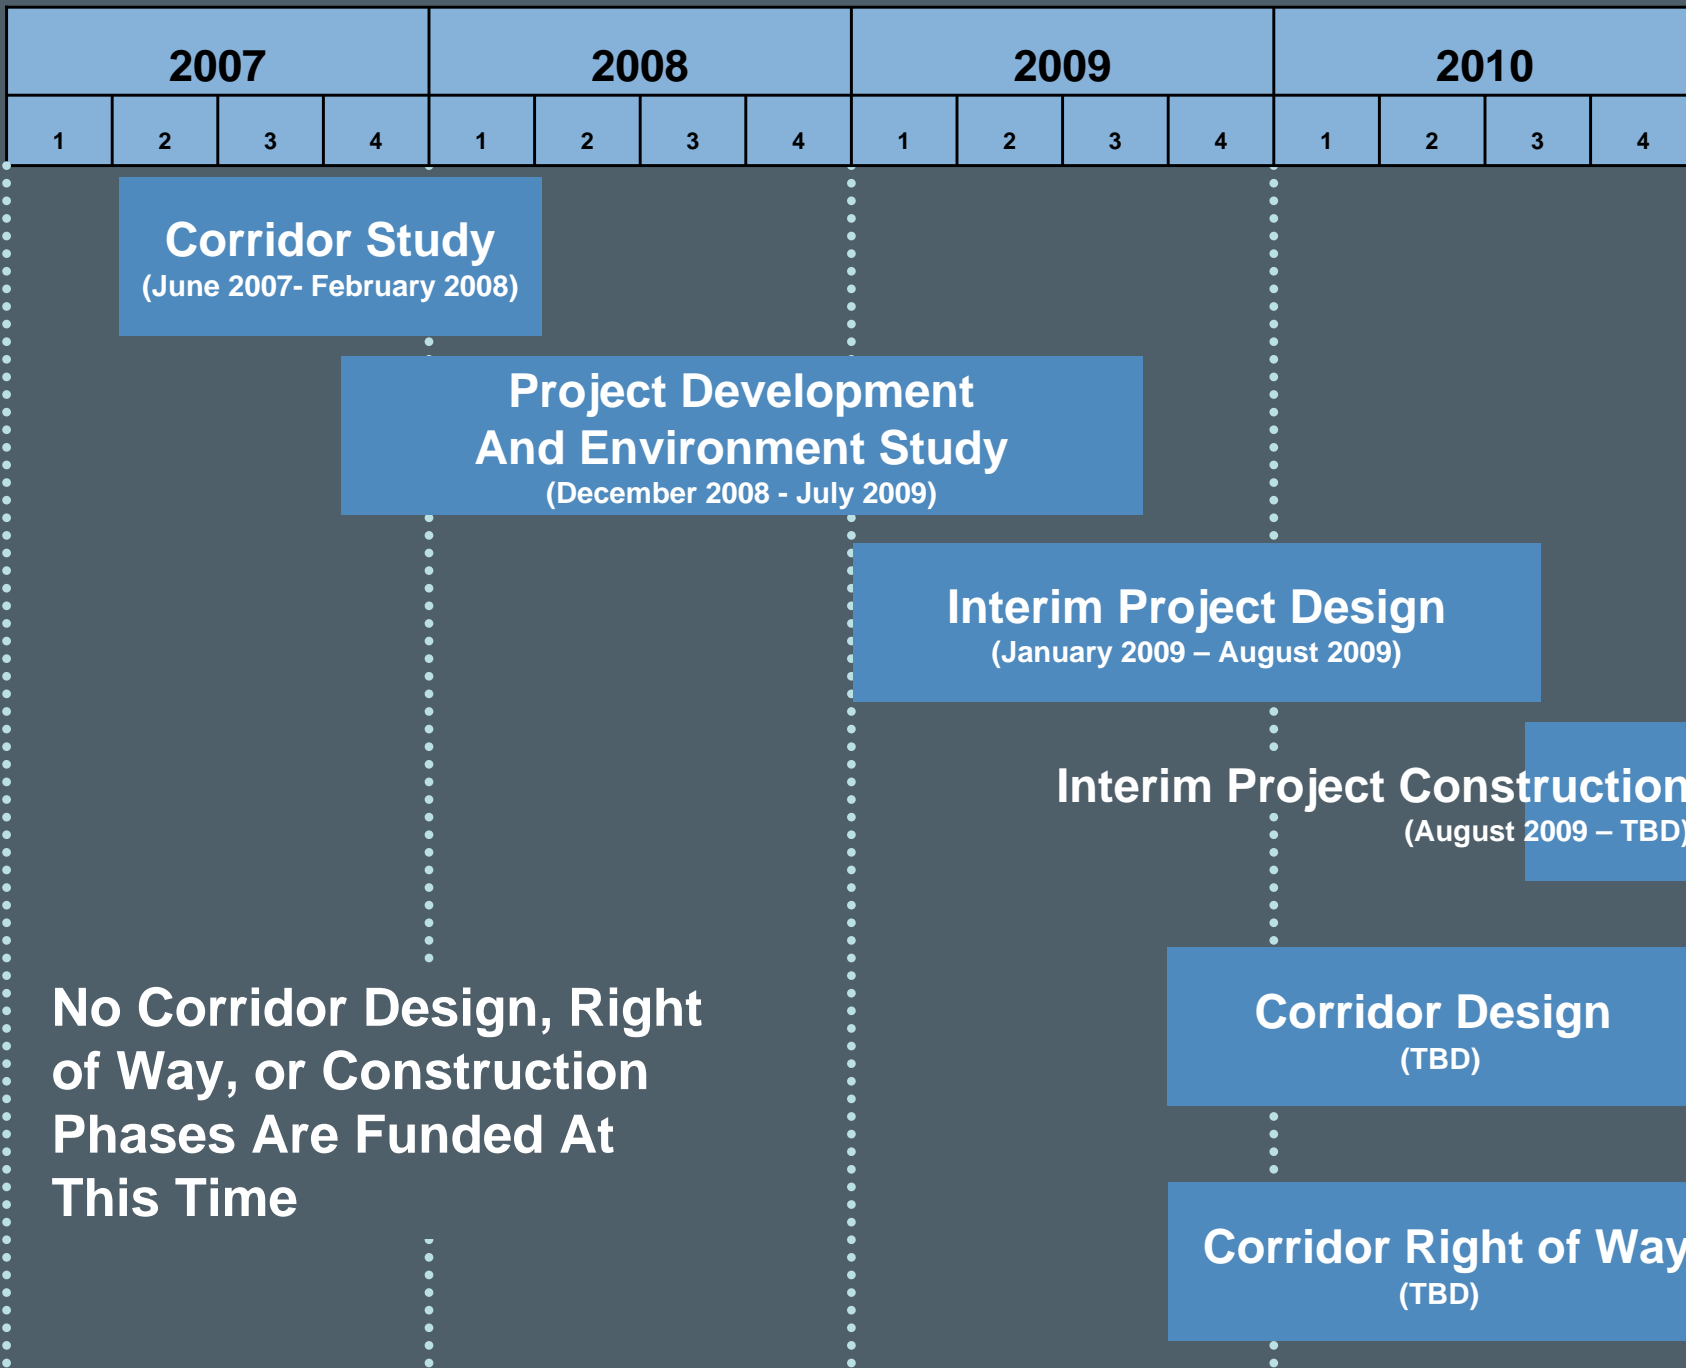 2007 2008 2009 2010
1 2 3 4 1 2 3 4 1 2 3 4 1 2 3 4
Corridor Study
(June 2007- February 2008)
Project Development
And Environment Study
(December 2008 - July 2009)
Interim Project Design
(January 2009 – August 2009)
Interim Project Construction
(August 2009 – TBD)
No Corridor Design, Right
of Way, or Construction
Phases Are Funded At
This Time
Corridor Design
(TBD)
Corridor Right of Way
(TBD)